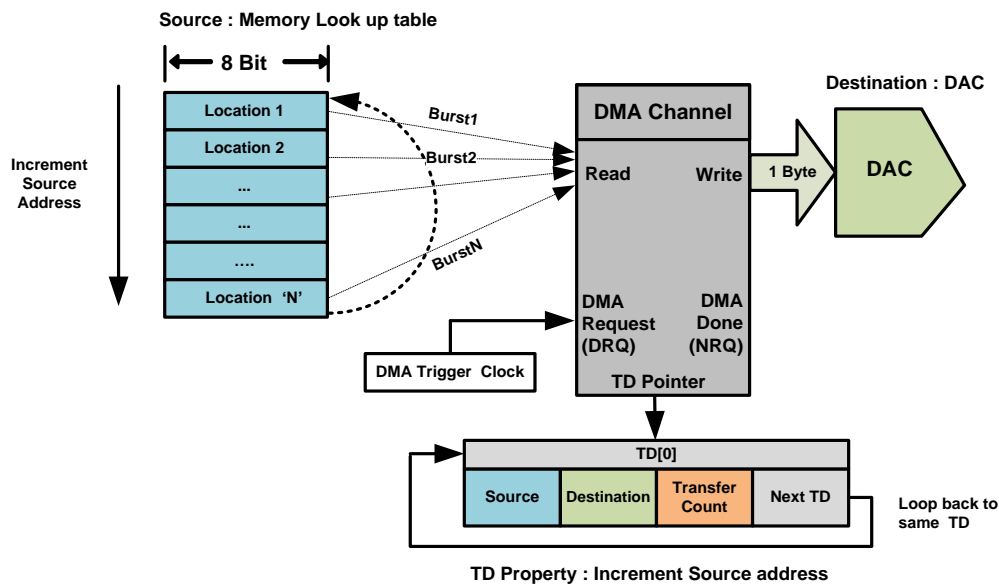 Source : Memory Look up table
8 Bit
Destination : DAC
Increment
Source
Address
Location 1
Location 2
...
...
....
Location 'N'
Burst1
Burst2
BurstN
DMA Channel
Read
Write
1 Byte
DAC
DMA
Request
(DRQ)
DMA
Done
(NRQ)
DMA Trigger Clock
TD Pointer
TD[0]
Source
Destination
Transfer
Count
Next TD
Loop back to
same TD
TD Property : Increment Source address